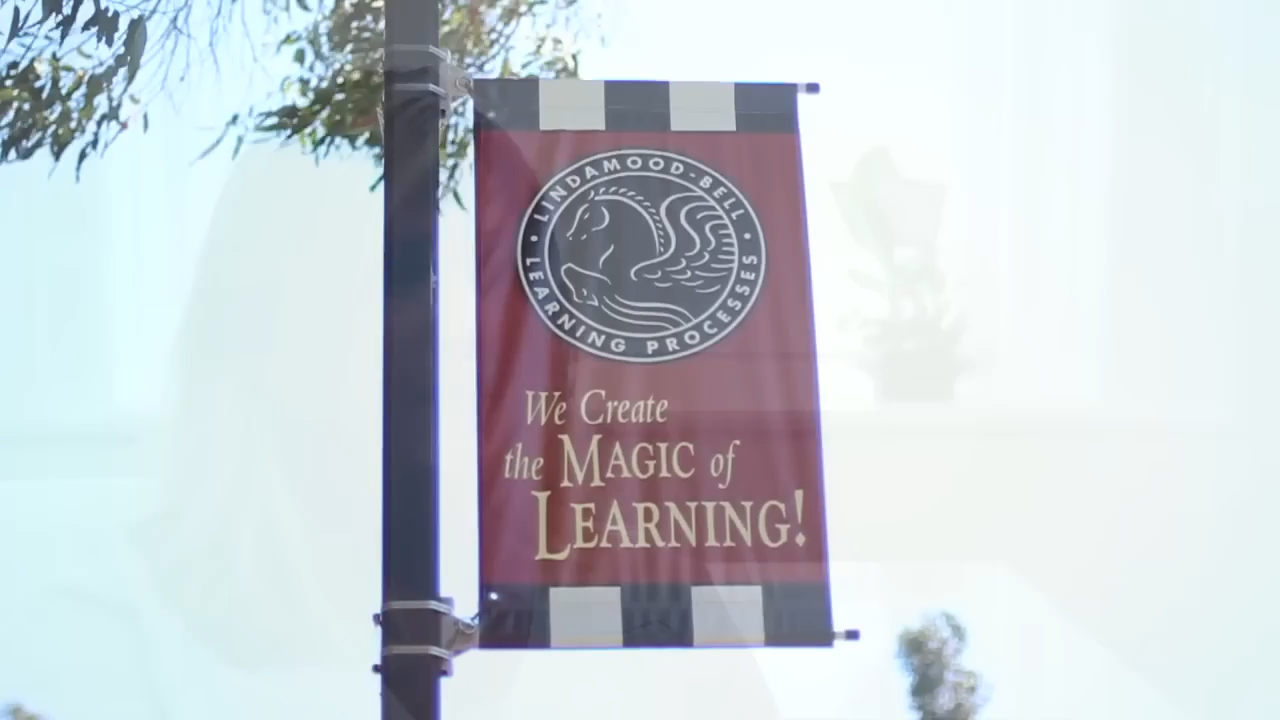 LINDAMOOD-BELL
LEARNING PROCESSES
We Create
the MAGIC of
LEARNING!